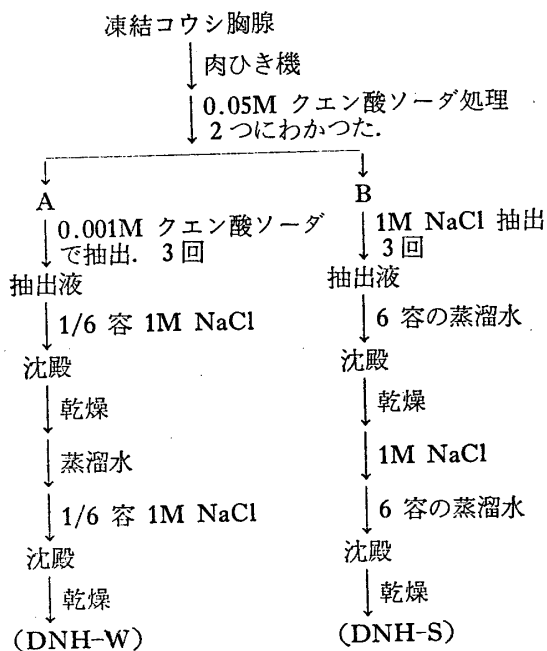 凍結コウシ胸腺
肉ひき機
0.05M クエン酸ソーダ処理
2つにわかつた.
A
0.001M クエン酸ソーダ
で抽出. 3回
抽出液
1/6 容 1M NaCl
沈殿
乾燥
蒸溜水
1/6 容 1M NaCl
沈殿
乾燥
(DNH-W)
B
1M NaCl 抽出
3回
抽出液
6 容の蒸溜水
沈殿
乾燥
1M NaCl
6 容の蒸溜水
沈殿
乾燥
(DNH-S)